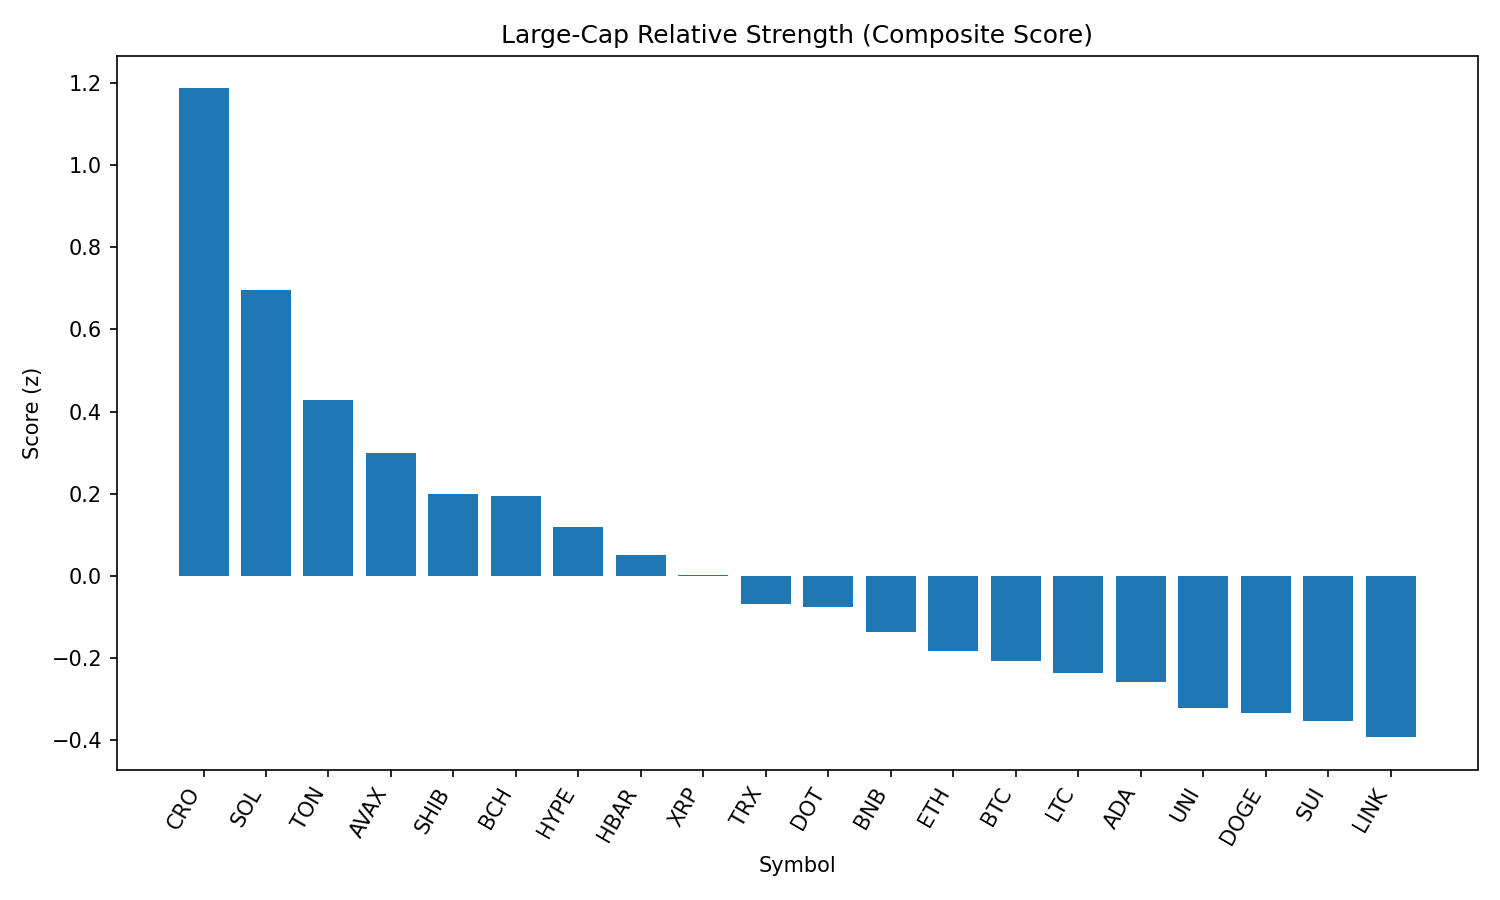 Large-Cap Relative Strength (Composite Score)
Score (z)
1.2
1.0
0.8
0.6
0.4
0.2
0.0
−0.2
−0.4
CRO
SOL
TON
AVAX
SHIB
BCH
HYPE
HBAR
XRP
TRX
DOT
BNB
ETH
BTC
LTC
ADA
UNI
DOGE
SUI
LINK
Symbol